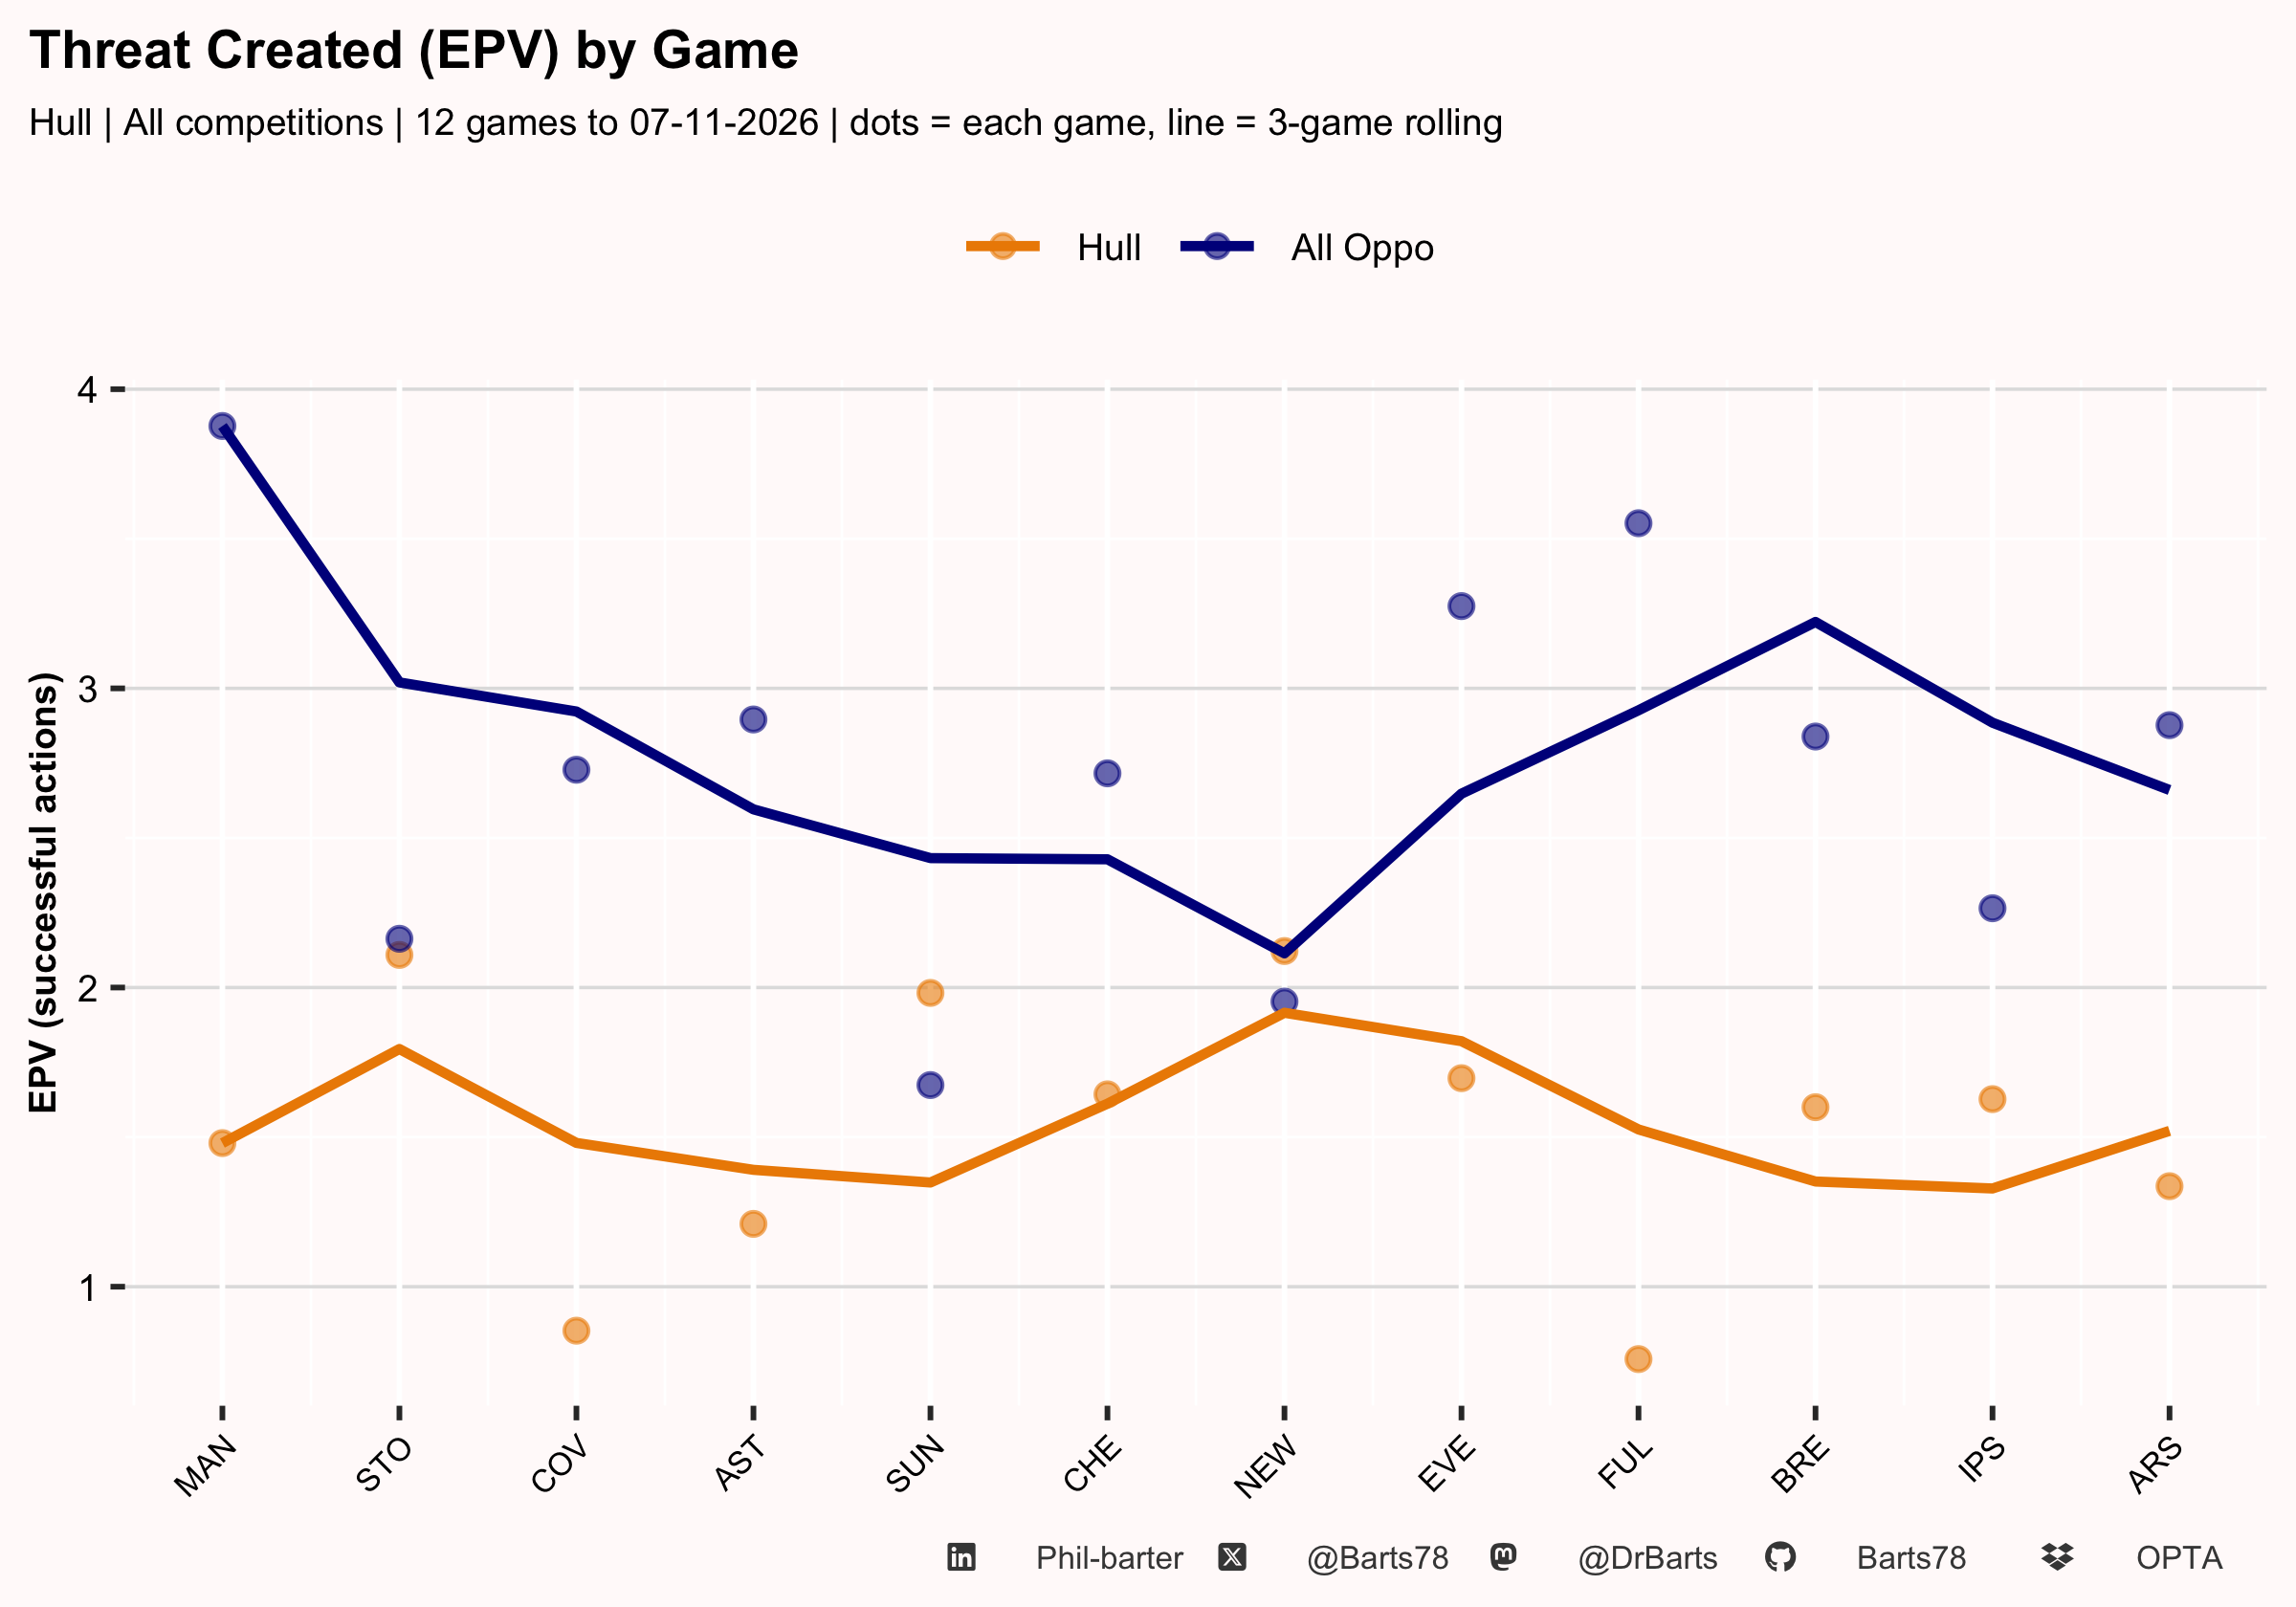 Threat Created (EPV) by Game
Hull | All competitions | 12 games to 07-11-2026 | dots = each game, line = 3-game rolling
Hull All Oppo
4
3
2
1
EPV (successful actions)
MAN STO COV AST SUN CHE NEW EVE FUL BRE IPS ARS
Phil-barter @Barts78 @DrBarts Barts78 OPTA